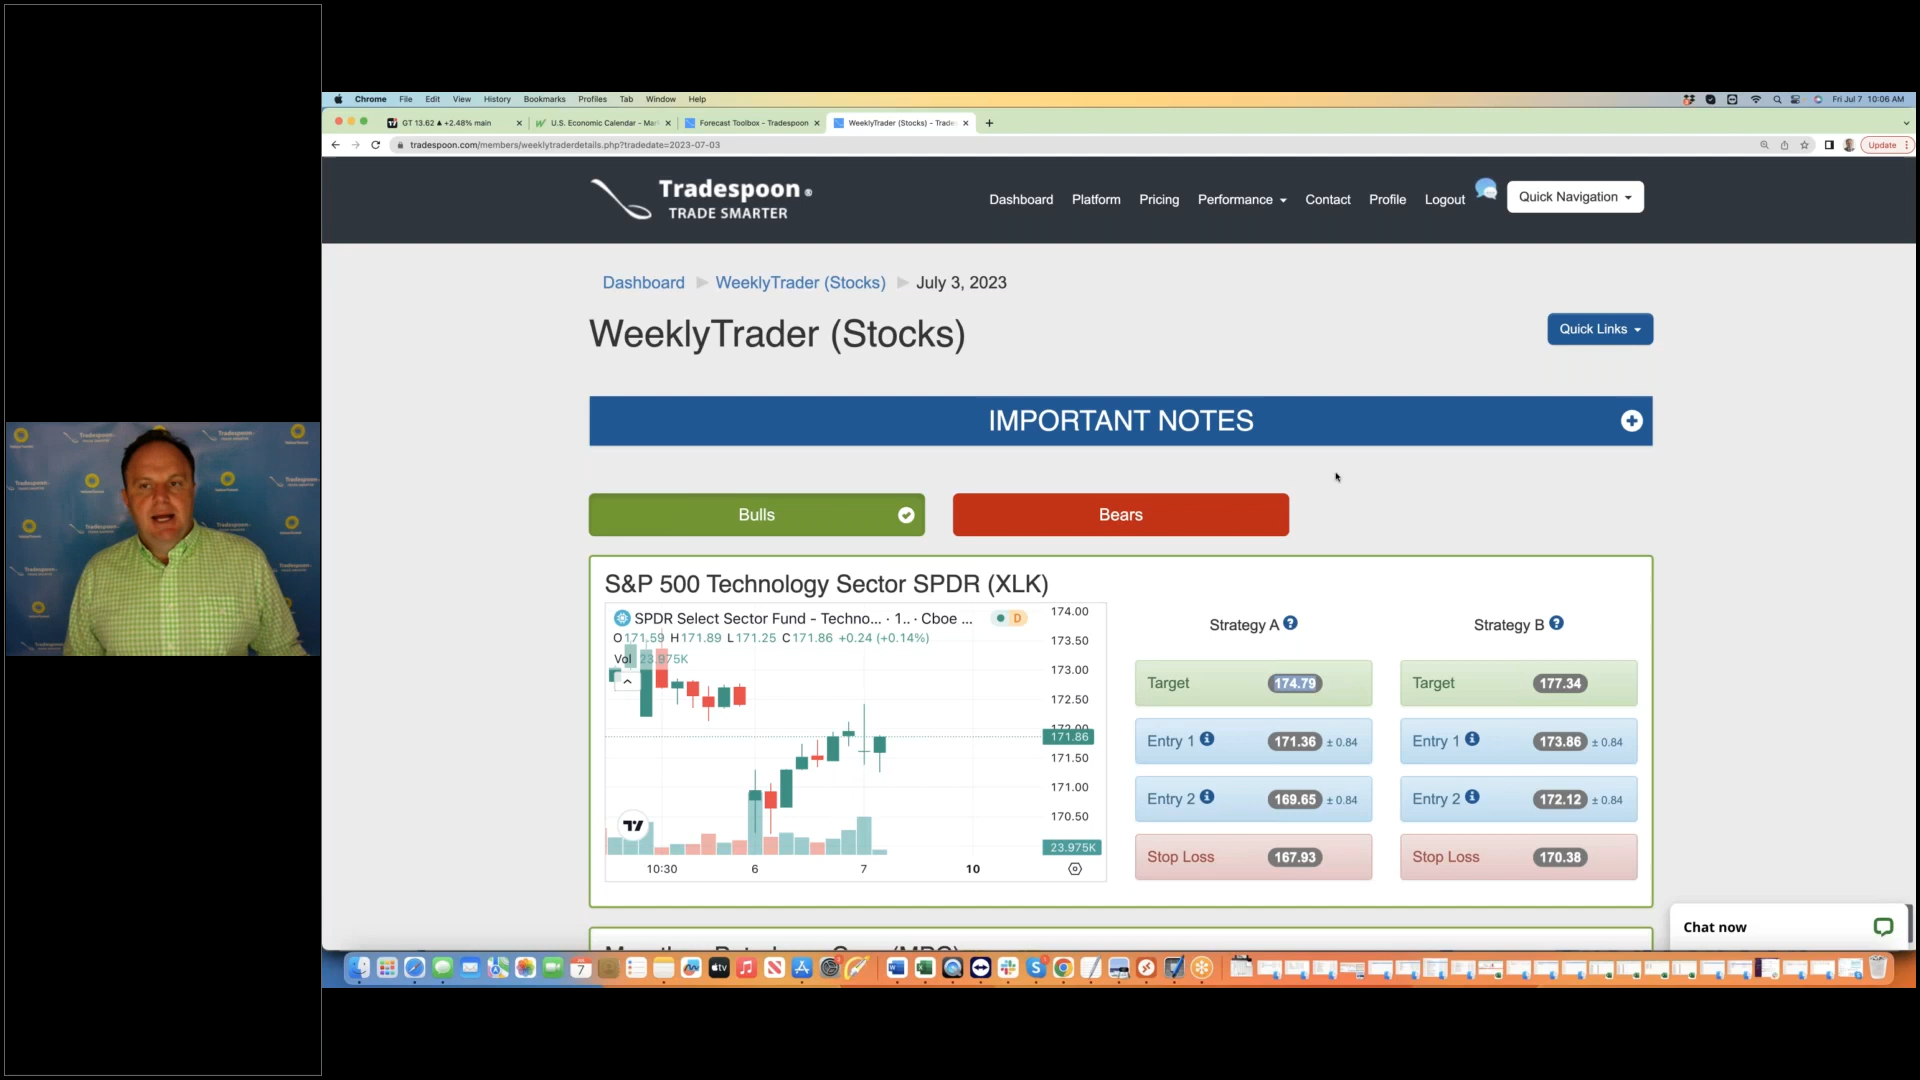 Chrome File Edit View History Bookmarks Profiles Tab Window Help
Fri Jul 7 10:06 AM
GT 13.62 ▲ +2.48% main
U.S. Economic Calendar - Mar
Forecast Toolbox - Tradespoon
WeeklyTrader (Stocks) - Trade
tradespoon.com/members/weeklytraderdetails.php?tradedate=2023-07-03
Update
Tradespoon®
TRADE SMARTER
Dashboard Platform Pricing Performance Contact Profile Logout
Quick Navigation
Dashboard WeeklyTrader (Stocks) July 3, 2023
WeeklyTrader (Stocks)
Quick Links
IMPORTANT NOTES
Bulls
Bears
S&P 500 Technology Sector SPDR (XLK)
SPDR Select Sector Fund - Techno... · 1.. · Cboe ...
D
O171.59 H171.89 L171.25 C171.86 +0.24 (+0.14%)
Vol 23.975K
174.00
173.50
173.00
172.50
172.00
171.86
171.50
171.00
170.50
23.975K
10:30 6 7 10
Strategy A
Target 174.79
Entry 1 171.36 ± 0.84
Entry 2 169.65 ± 0.84
Stop Loss 167.93
Strategy B
Target 177.34
Entry 1 173.86 ± 0.84
Entry 2 172.12 ± 0.84
Stop Loss 170.38
Chat now